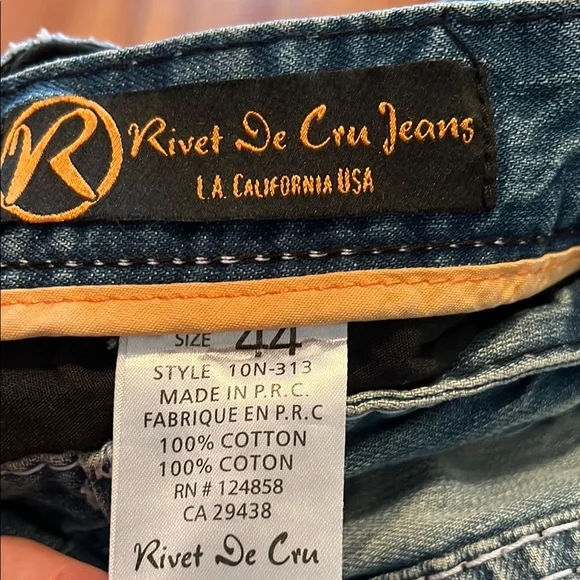 R Rivet De Cru Jeans
L.A. CALIFORNIA USA
SIZE 44
STYLE 10N-313
MADE IN P.R.C.
FABRIQUE EN P.R.C
100% COTTON
100% COTTON
RN # 124858
CA 29438
Rivet De Cru